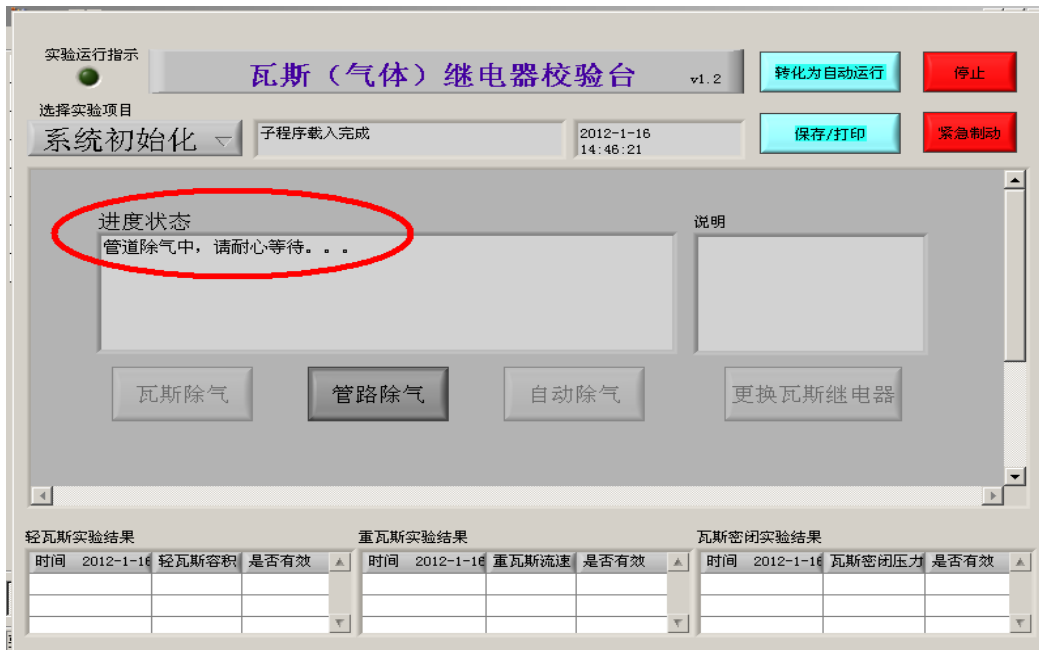 实验运行指示
瓦斯（气体）继电器校验台 v1.2
转化为自动运行
停止
选择实验项目
系统初始化
子程序载入完成
2012-1-16
14:46:21
保存/打印
紧急制动
进度状态
管道除气中，请耐心等待。。。
说明
瓦斯除气
管路除气
自动除气
更换瓦斯继电器
轻瓦斯实验结果
时间 2012-1-16 轻瓦斯容积 是否有效
重瓦斯实验结果
时间 2012-1-16 重瓦斯流速 是否有效
瓦斯密闭实验结果
时间 2012-1-16 瓦斯密闭压力 是否有效